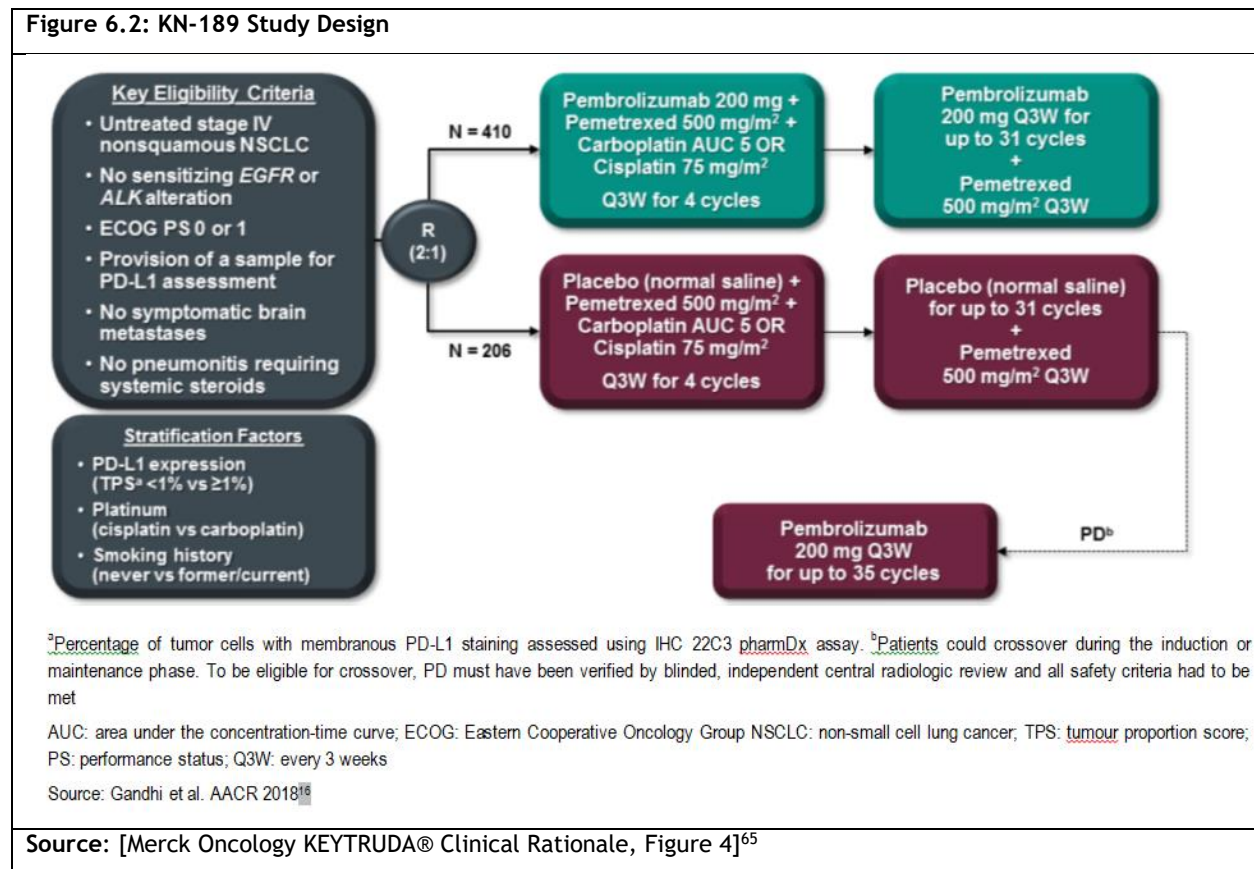 Figure 6.2: KN-189 Study Design
Key Eligibility Criteria
• Untreated stage IV
nonsquamous NSCLC
• No sensitizing EGFR or
ALK alteration
• ECOG PS 0 or 1
• Provision of a sample for
PD-L1 assessment
• No symptomatic brain
metastases
• No pneumonitis requiring
systemic steroids
Stratification Factors
• PD-L1 expression
(TPSᵃ <1% vs ≥1%)
• Platinum
(cisplatin vs carboplatin)
• Smoking history
(never vs former/current)
R
(2:1)
N = 410
Pembrolizumab 200 mg +
Pemetrexed 500 mg/m² +
Carboplatin AUC 5 OR
Cisplatin 75 mg/m²
Q3W for 4 cycles
Pembrolizumab
200 mg Q3W for
up to 31 cycles
+
Pemetrexed
500 mg/m² Q3W
N = 206
Placebo (normal saline) +
Pemetrexed 500 mg/m² +
Carboplatin AUC 5 OR
Cisplatin 75 mg/m²
Q3W for 4 cycles
Placebo (normal saline)
for up to 31 cycles
+
Pemetrexed
500 mg/m² Q3W
PDᵇ
Pembrolizumab
200 mg Q3W
for up to 35 cycles
ᵃPercentage of tumor cells with membranous PD-L1 staining assessed using IHC 22C3 pharmDx assay. ᵇPatients could crossover during the induction or
maintenance phase. To be eligible for crossover, PD must have been verified by blinded, independent central radiologic review and all safety criteria had to be
met
AUC: area under the concentration-time curve; ECOG: Eastern Cooperative Oncology Group NSCLC: non-small cell lung cancer; TPS: tumour proportion score;
PS: performance status; Q3W: every 3 weeks
Source: Gandhi et al. AACR 2018¹⁶
Source: [Merck Oncology KEYTRUDA® Clinical Rationale, Figure 4]⁶⁵